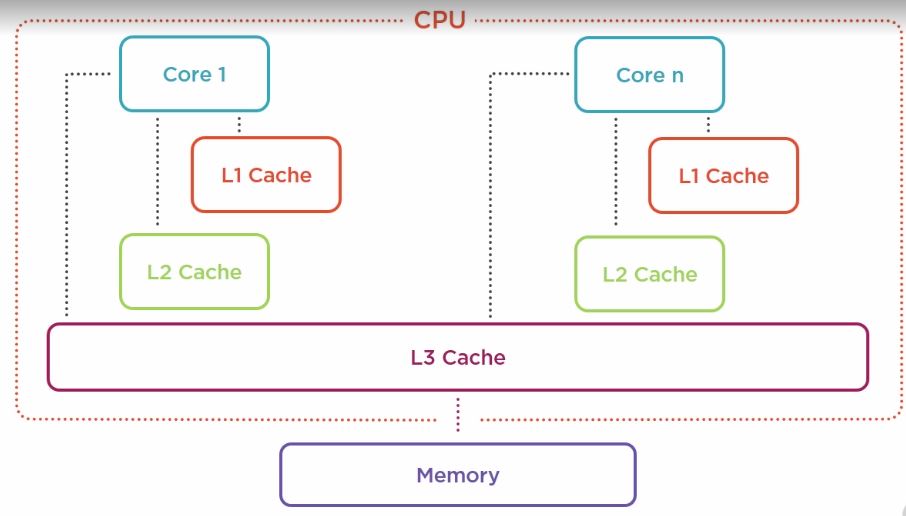 CPU
Core 1
Core n
L1 Cache
L1 Cache
L2 Cache
L2 Cache
L3 Cache
Memory